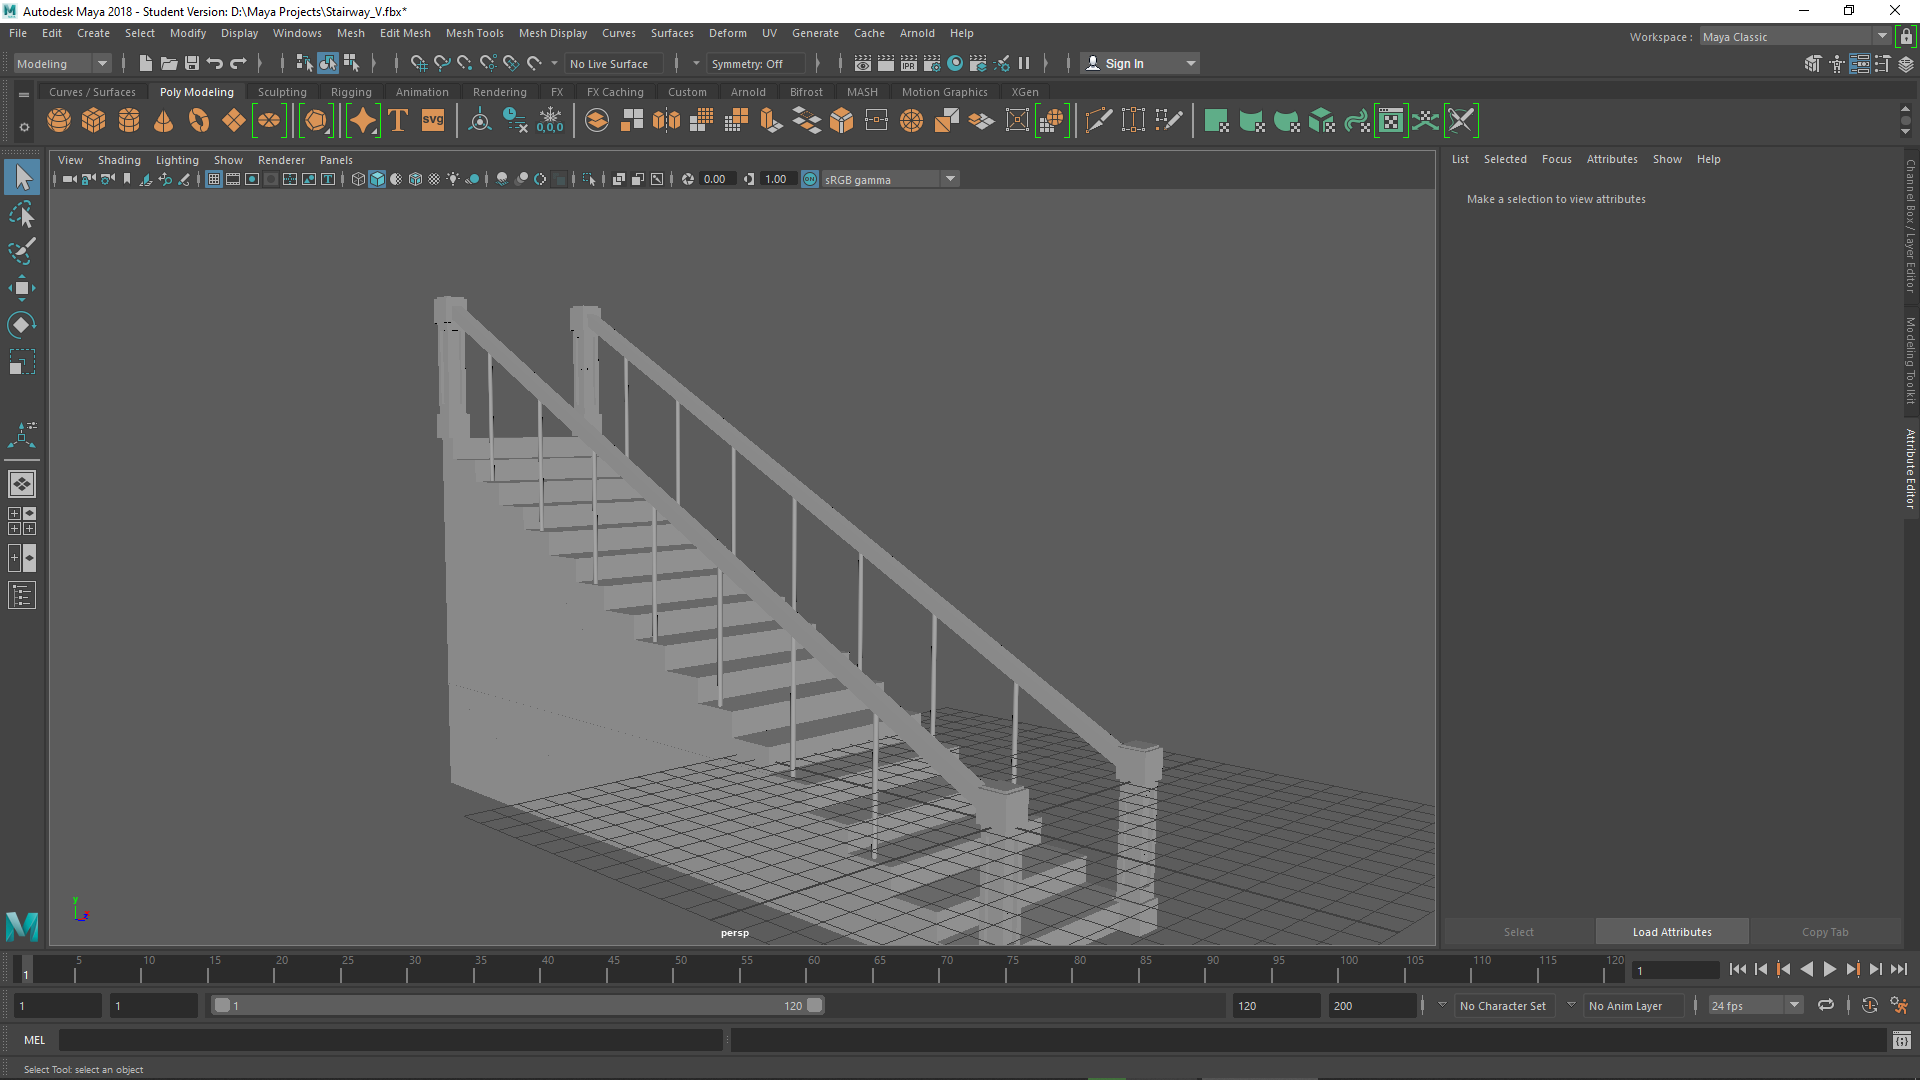 Autodesk Maya 2018 - Student Version: D:\Maya Projects\Stairway_V.fbx*
File Edit Create Select Modify Display Windows Mesh Edit Mesh Mesh Tools Mesh Display Curves Surfaces Deform UV Generate Cache Arnold Help
Workspace : Maya Classic
Modeling No Live Surface Symmetry: Off Sign In
Curves / Surfaces Poly Modeling Sculpting Rigging Animation Rendering FX FX Caching Custom Arnold Bifrost MASH Motion Graphics XGen
T svg 0,0,0
View Shading Lighting Show Renderer Panels
0.00 1.00 ON sRGB gamma
List Selected Focus Attributes Show Help
Make a selection to view attributes
Channel Box / Layer Editor
Modeling Toolkit
Attribute Editor
y
z
persp
Select Load Attributes Copy Tab
1 5 10 15 20 25 30 35 40 45 50 55 60 65 70 75 80 85 90 95 100 105 110 115 120 1
1 1 1 120 120 200 No Character Set No Anim Layer 24 fps
MEL
Select Tool: select an object